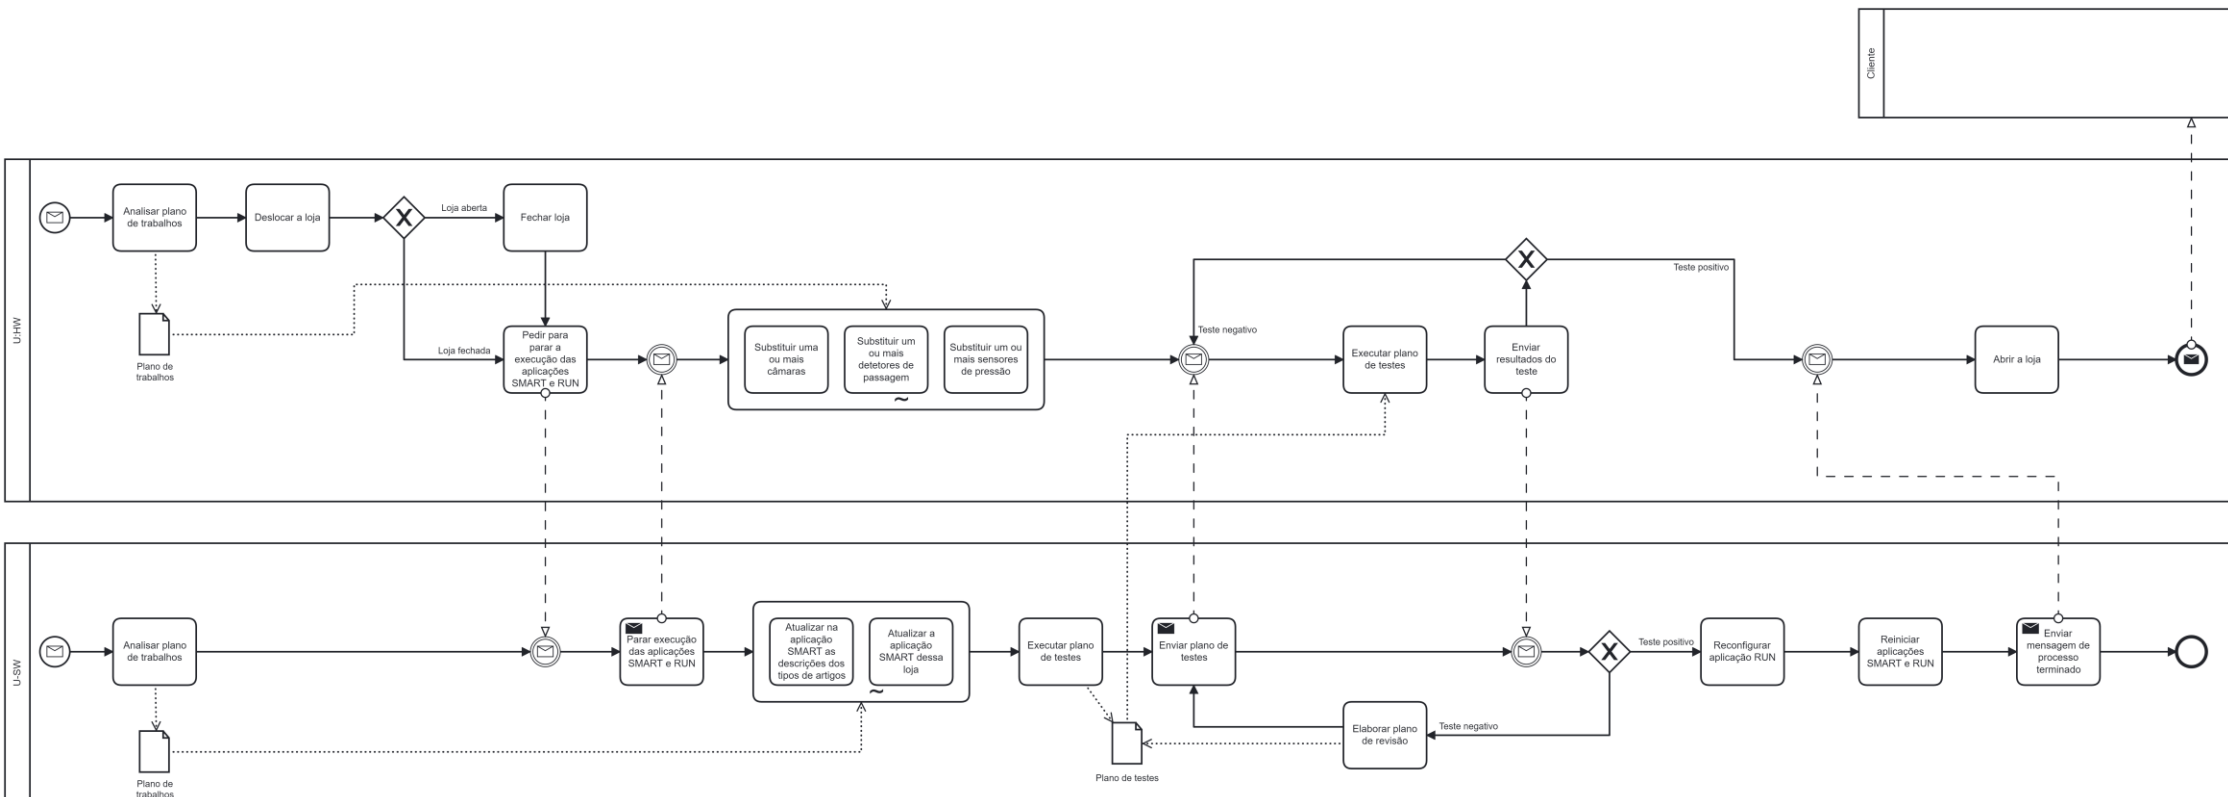 Cliente
U:HW
Analisar plano
de trabalhos
Deslocar a loja
Loja aberta
Fechar loja
Loja fechada
Plano de
trabalhos
Pedir para
parar a
execução das
aplicações
SMART e RUN
Substituir uma
ou mais
câmaras
Substituir um
ou mais
detetores de
passagem
Substituir um ou
mais sensores
de pressão
~
Teste negativo
Executar plano
de testes
Enviar
resultados do
teste
Teste positivo
Abrir a loja
U-SW
Analisar plano
de trabalhos
Plano de
trabalhos
Parar execução
das aplicações
SMART e RUN
Atualizar na
aplicação
SMART as
descrições dos
tipos de artigos
Atualizar a
aplicação
SMART dessa
loja
~
Executar plano
de testes
Enviar plano de
testes
Plano de testes
Elaborar plano
de revisão
Teste negativo
Teste positivo
Reconfigurar
aplicação RUN
Reiniciar
aplicações
SMART e RUN
Enviar
mensagem de
processo
terminado